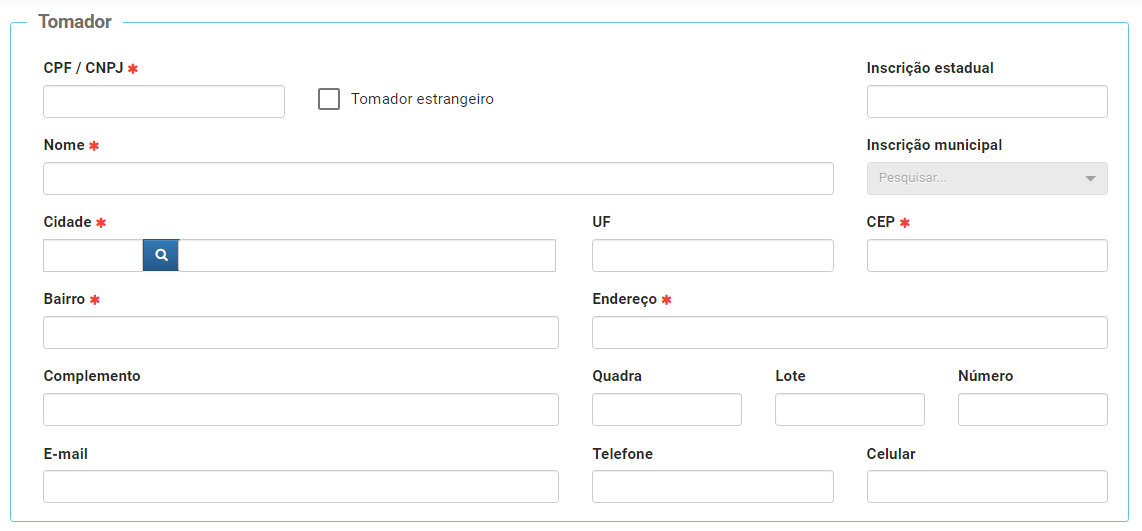 Tomador
CPF / CNPJ ✱
Tomador estrangeiro
Inscrição estadual
Nome ✱
Inscrição municipal
Pesquisar...
Cidade ✱
UF
CEP ✱
Bairro ✱
Endereço ✱
Complemento
Quadra
Lote
Número
E-mail
Telefone
Celular